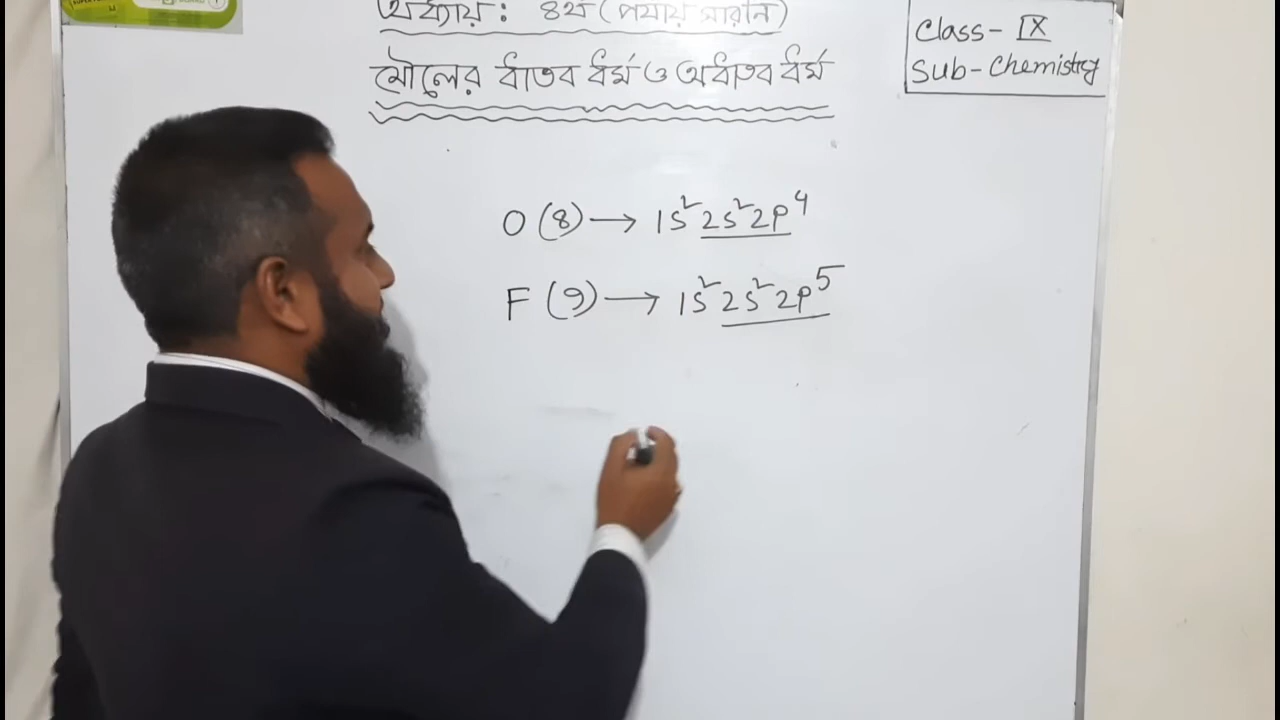 অধ্যায়: ৪র্থ (পর্যায় সারণি)
মৌলের ধাতব ধর্ম ও অধাতব ধর্ম
Class- IX
Sub- Chemistry
O (8) → 1s² 2s² 2p⁴
F (9) → 1s² 2s² 2p⁵